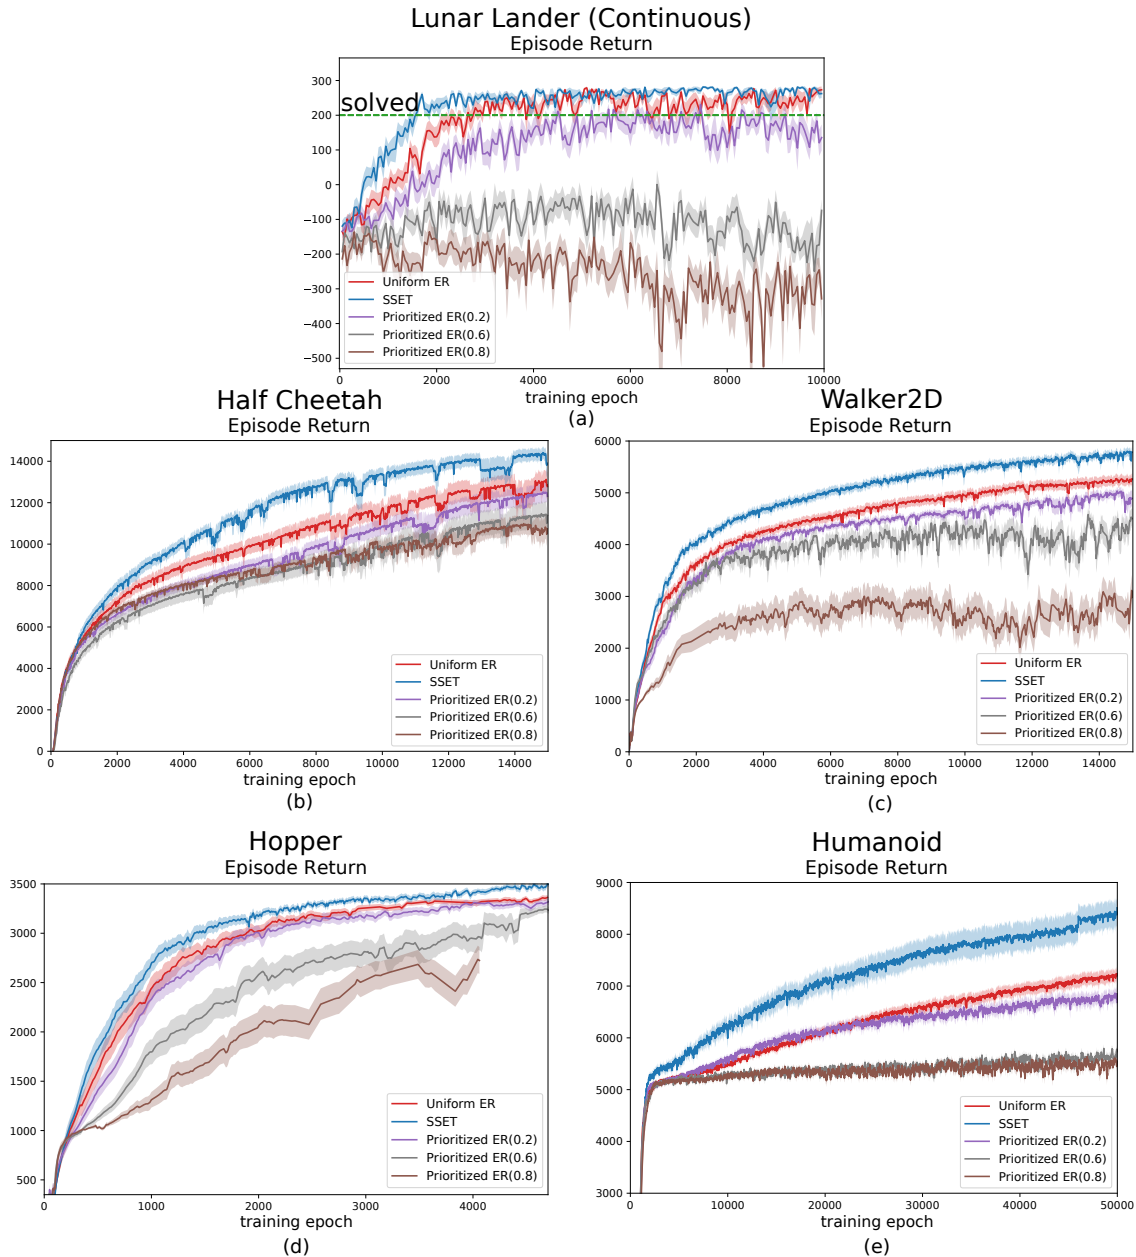 Lunar Lander (Continuous)
Episode Return
300
200
100
0
−100
−200
−300
−400
−500
solved
Uniform ER
SSET
Prioritized ER(0.2)
Prioritized ER(0.6)
Prioritized ER(0.8)
0 2000 4000 6000 8000 10000
training epoch
(a)
Half Cheetah
Episode Return
14000
12000
10000
8000
6000
4000
2000
0
Uniform ER
SSET
Prioritized ER(0.2)
Prioritized ER(0.6)
Prioritized ER(0.8)
0 2000 4000 6000 8000 10000 12000 14000
training epoch
(b)
Walker2D
Episode Return
6000
5000
4000
3000
2000
1000
0
Uniform ER
SSET
Prioritized ER(0.2)
Prioritized ER(0.6)
Prioritized ER(0.8)
0 2000 4000 6000 8000 10000 12000 14000
training epoch
(c)
Hopper
Episode Return
3500
3000
2500
2000
1500
1000
500
Uniform ER
SSET
Prioritized ER(0.2)
Prioritized ER(0.6)
Prioritized ER(0.8)
0 1000 2000 3000 4000
training epoch
(d)
Humanoid
Episode Return
9000
8000
7000
6000
5000
4000
3000
Uniform ER
SSET
Prioritized ER(0.2)
Prioritized ER(0.6)
Prioritized ER(0.8)
0 10000 20000 30000 40000 50000
training epoch
(e)